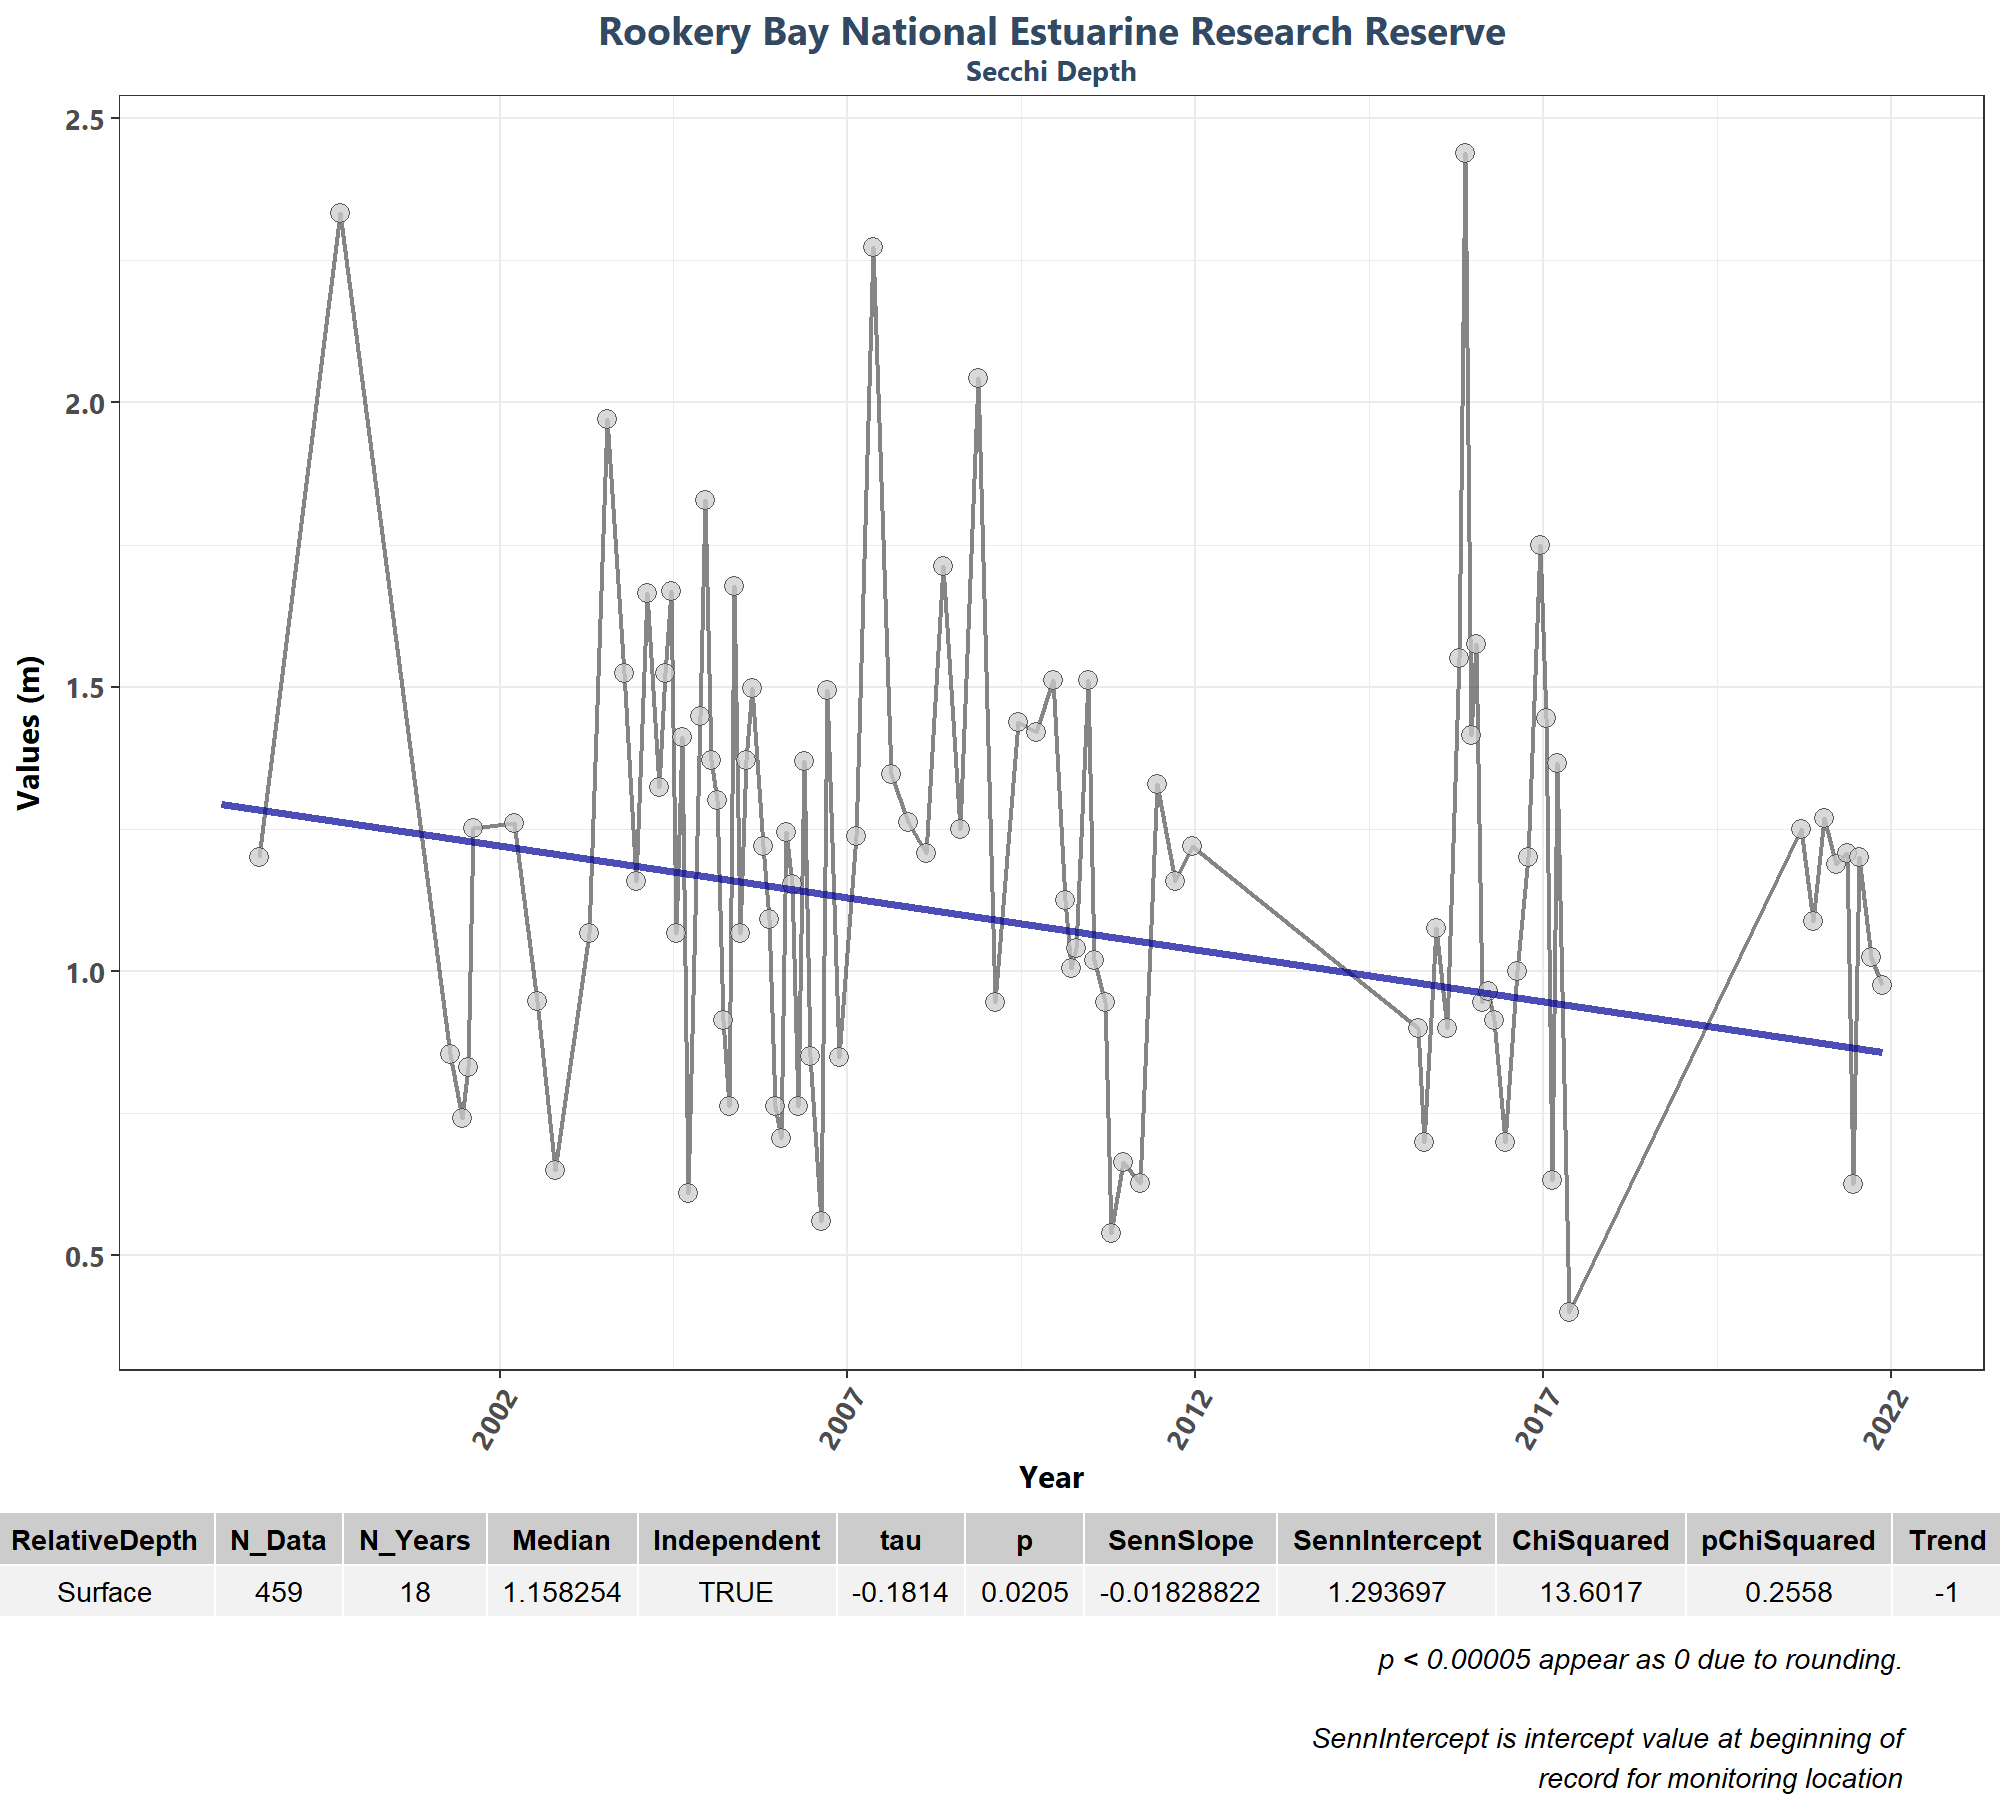 Rookery Bay National Estuarine Research Reserve
Secchi Depth
2.5
2.0
1.5
1.0
0.5
Values (m)
2002
2007
2012
2017
2022
Year
RelativeDepth N_Data N_Years Median Independent tau p SennSlope SennIntercept ChiSquared pChiSquared Trend
Surface 459 18 1.158254 TRUE -0.1814 0.0205 -0.01828822 1.293697 13.6017 0.2558 -1
p < 0.00005 appear as 0 due to rounding.
SennIntercept is intercept value at beginning of
record for monitoring location